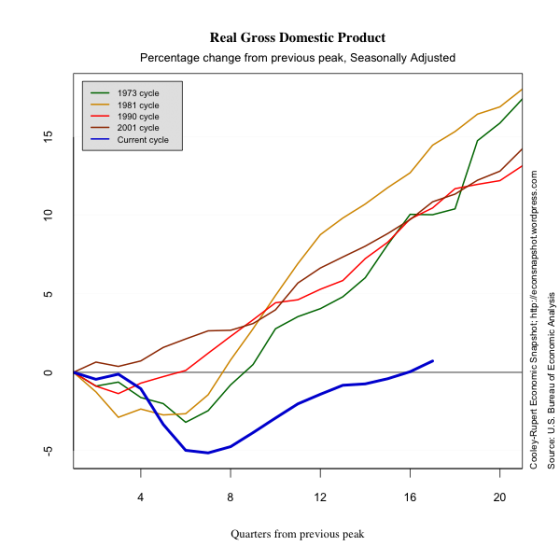 Real Gross Domestic Product
Percentage change from previous peak, Seasonally Adjusted
1973 cycle
1981 cycle
1990 cycle
2001 cycle
Current cycle
15
10
5
0
-5
4 8 12 16 20
Quarters from previous peak
Cooley-Rupert Economic Snapshot; http://econsnapshot.wordpress.com
Source: U.S. Bureau of Economic Analysis